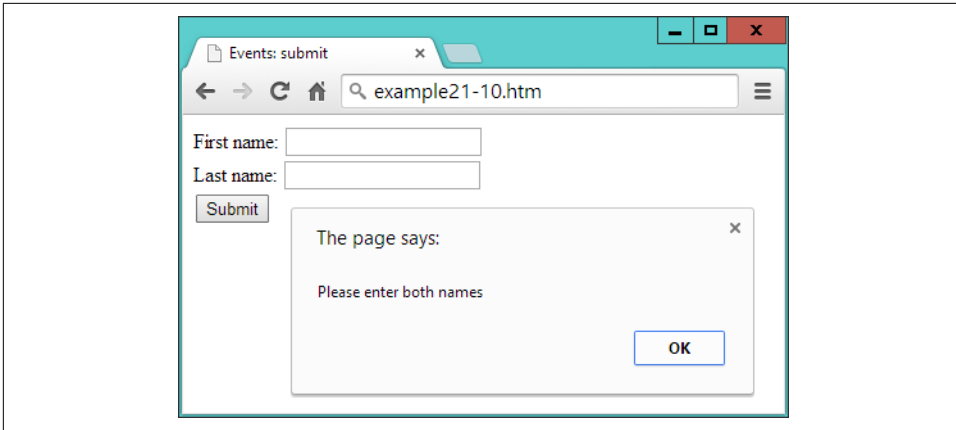 Events: submit
example21-10.htm
First name:
Last name:
Submit
The page says:
Please enter both names
OK